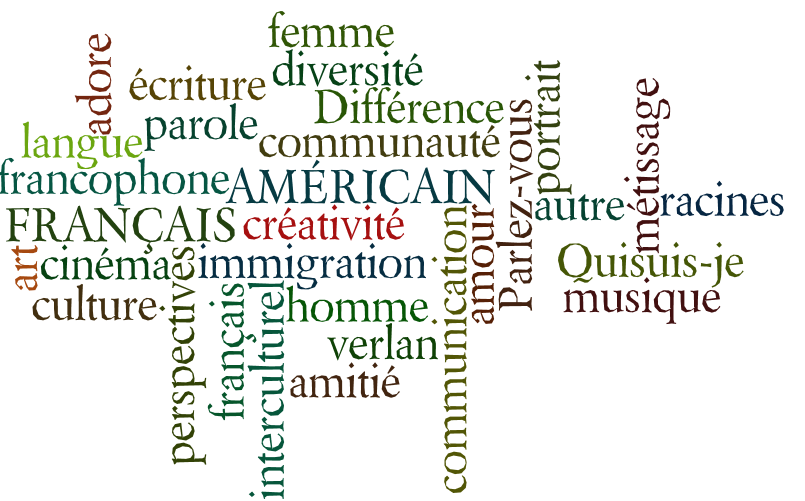 femme
adore
écriture
diversité
Différence
portrait
langue
parole
communauté
Parlez-vous
métissage
francophone
AMÉRICAIN
autre
racines
FRANÇAIS
créativité
amour
art
cinéma
immigration
communication
Quisuis-je
culture
perspectives
français
interculturel
homme
musique
verlan
amitié